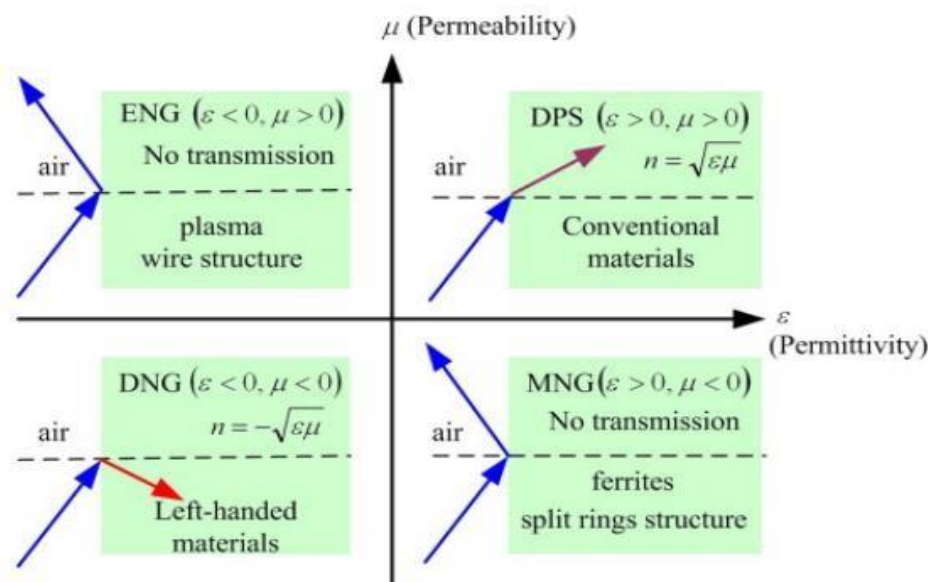 μ (Permeability)
ENG (ε<0, μ>0)
No transmission
air
plasma
wire structure
DPS (ε>0, μ>0)
n=√εμ
air
Conventional
materials
ε
(Permittivity)
DNG (ε<0, μ<0)
n=−√εμ
air
Left-handed
materials
MNG(ε>0, μ<0)
No transmission
air
ferrites
split rings structure